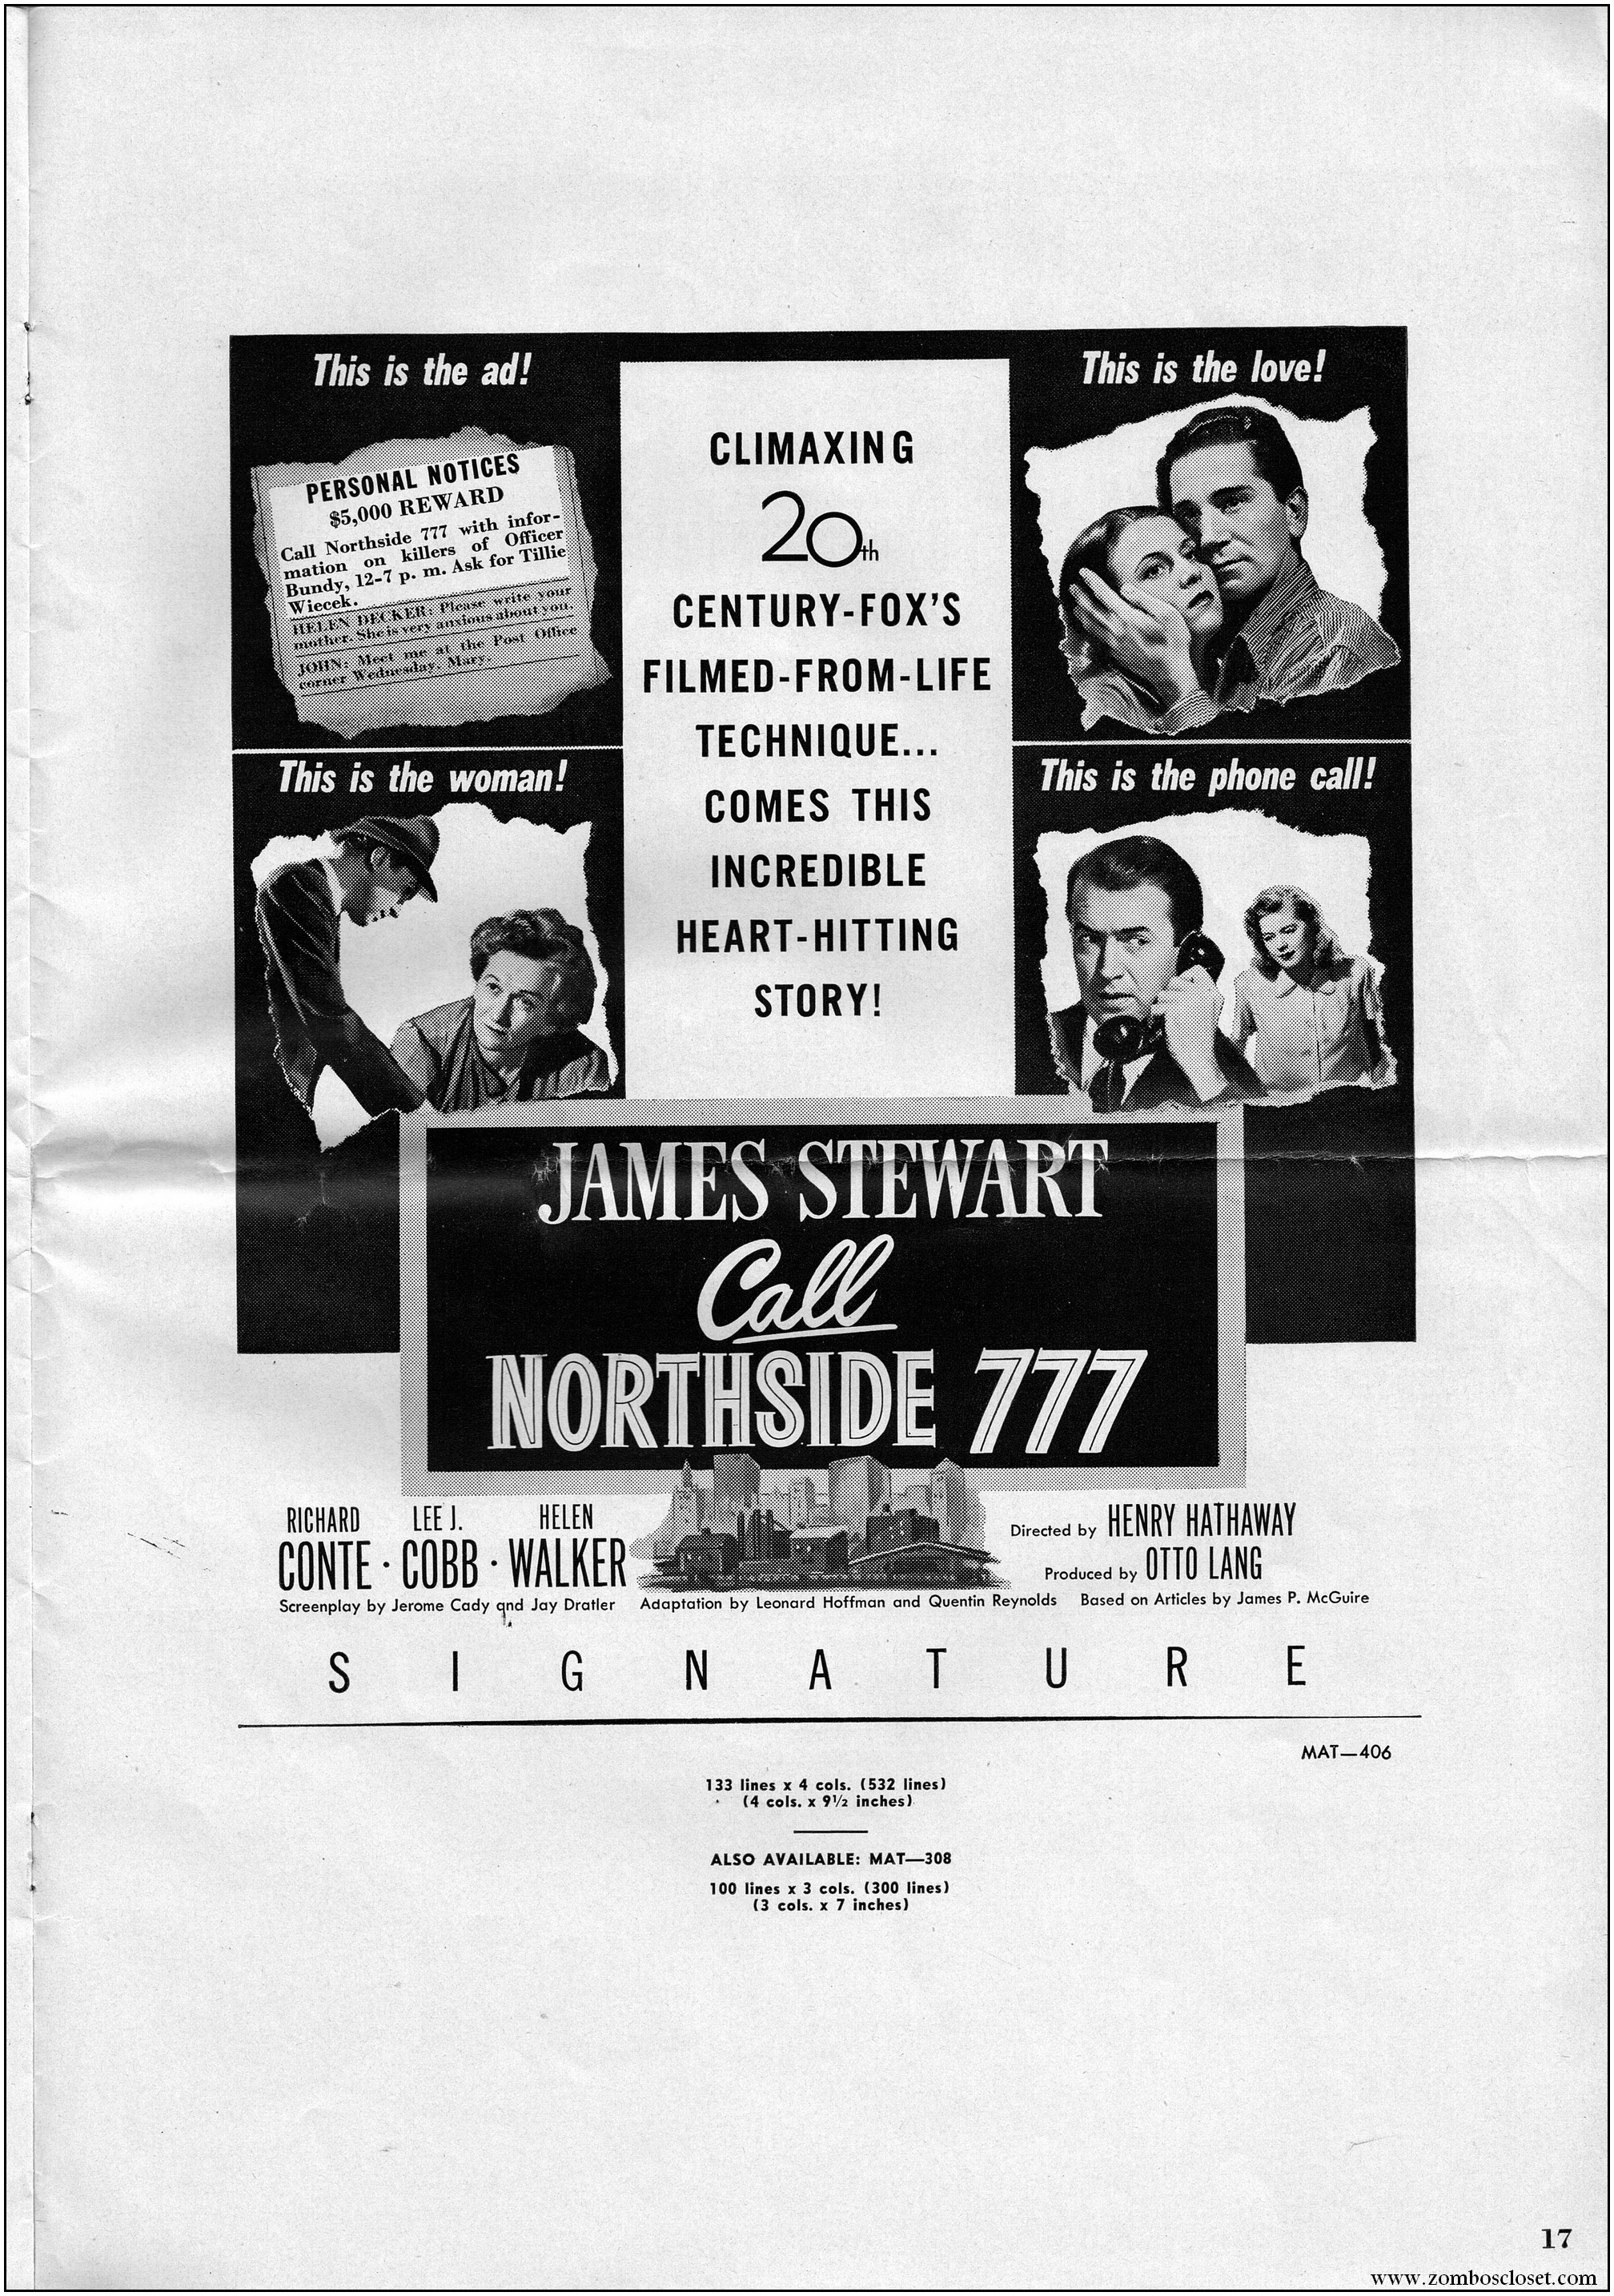 This is the ad!
PERSONAL NOTICES
$5,000 REWARD
Call Northside 777 with infor-
mation on killers of Officer
Bundy, 12-7 p. m. Ask for Tillie
Wiecek.
HELEN DECKER: Please write your
mother. She is very anxious about you.
JOHN: Meet me at the Post Office
corner Wednesday. Mary.
This is the woman!
CLIMAXING
20th
CENTURY-FOX'S
FILMED-FROM-LIFE
TECHNIQUE...
COMES THIS
INCREDIBLE
HEART-HITTING
STORY!
This is the love!
This is the phone call!
JAMES STEWART
Call
NORTHSIDE 777
RICHARD LEE J. HELEN
CONTE · COBB · WALKER
Directed by HENRY HATHAWAY
Produced by OTTO LANG
Screenplay by Jerome Cady and Jay Dratler Adaptation by Leonard Hoffman and Quentin Reynolds Based on Articles by James P. McGuire
SIGNATURE
MAT—406
133 lines x 4 cols. (532 lines)
(4 cols. x 9½ inches)
ALSO AVAILABLE: MAT—308
100 lines x 3 cols. (300 lines)
(3 cols. x 7 inches)
17
www.zomboscloset.com